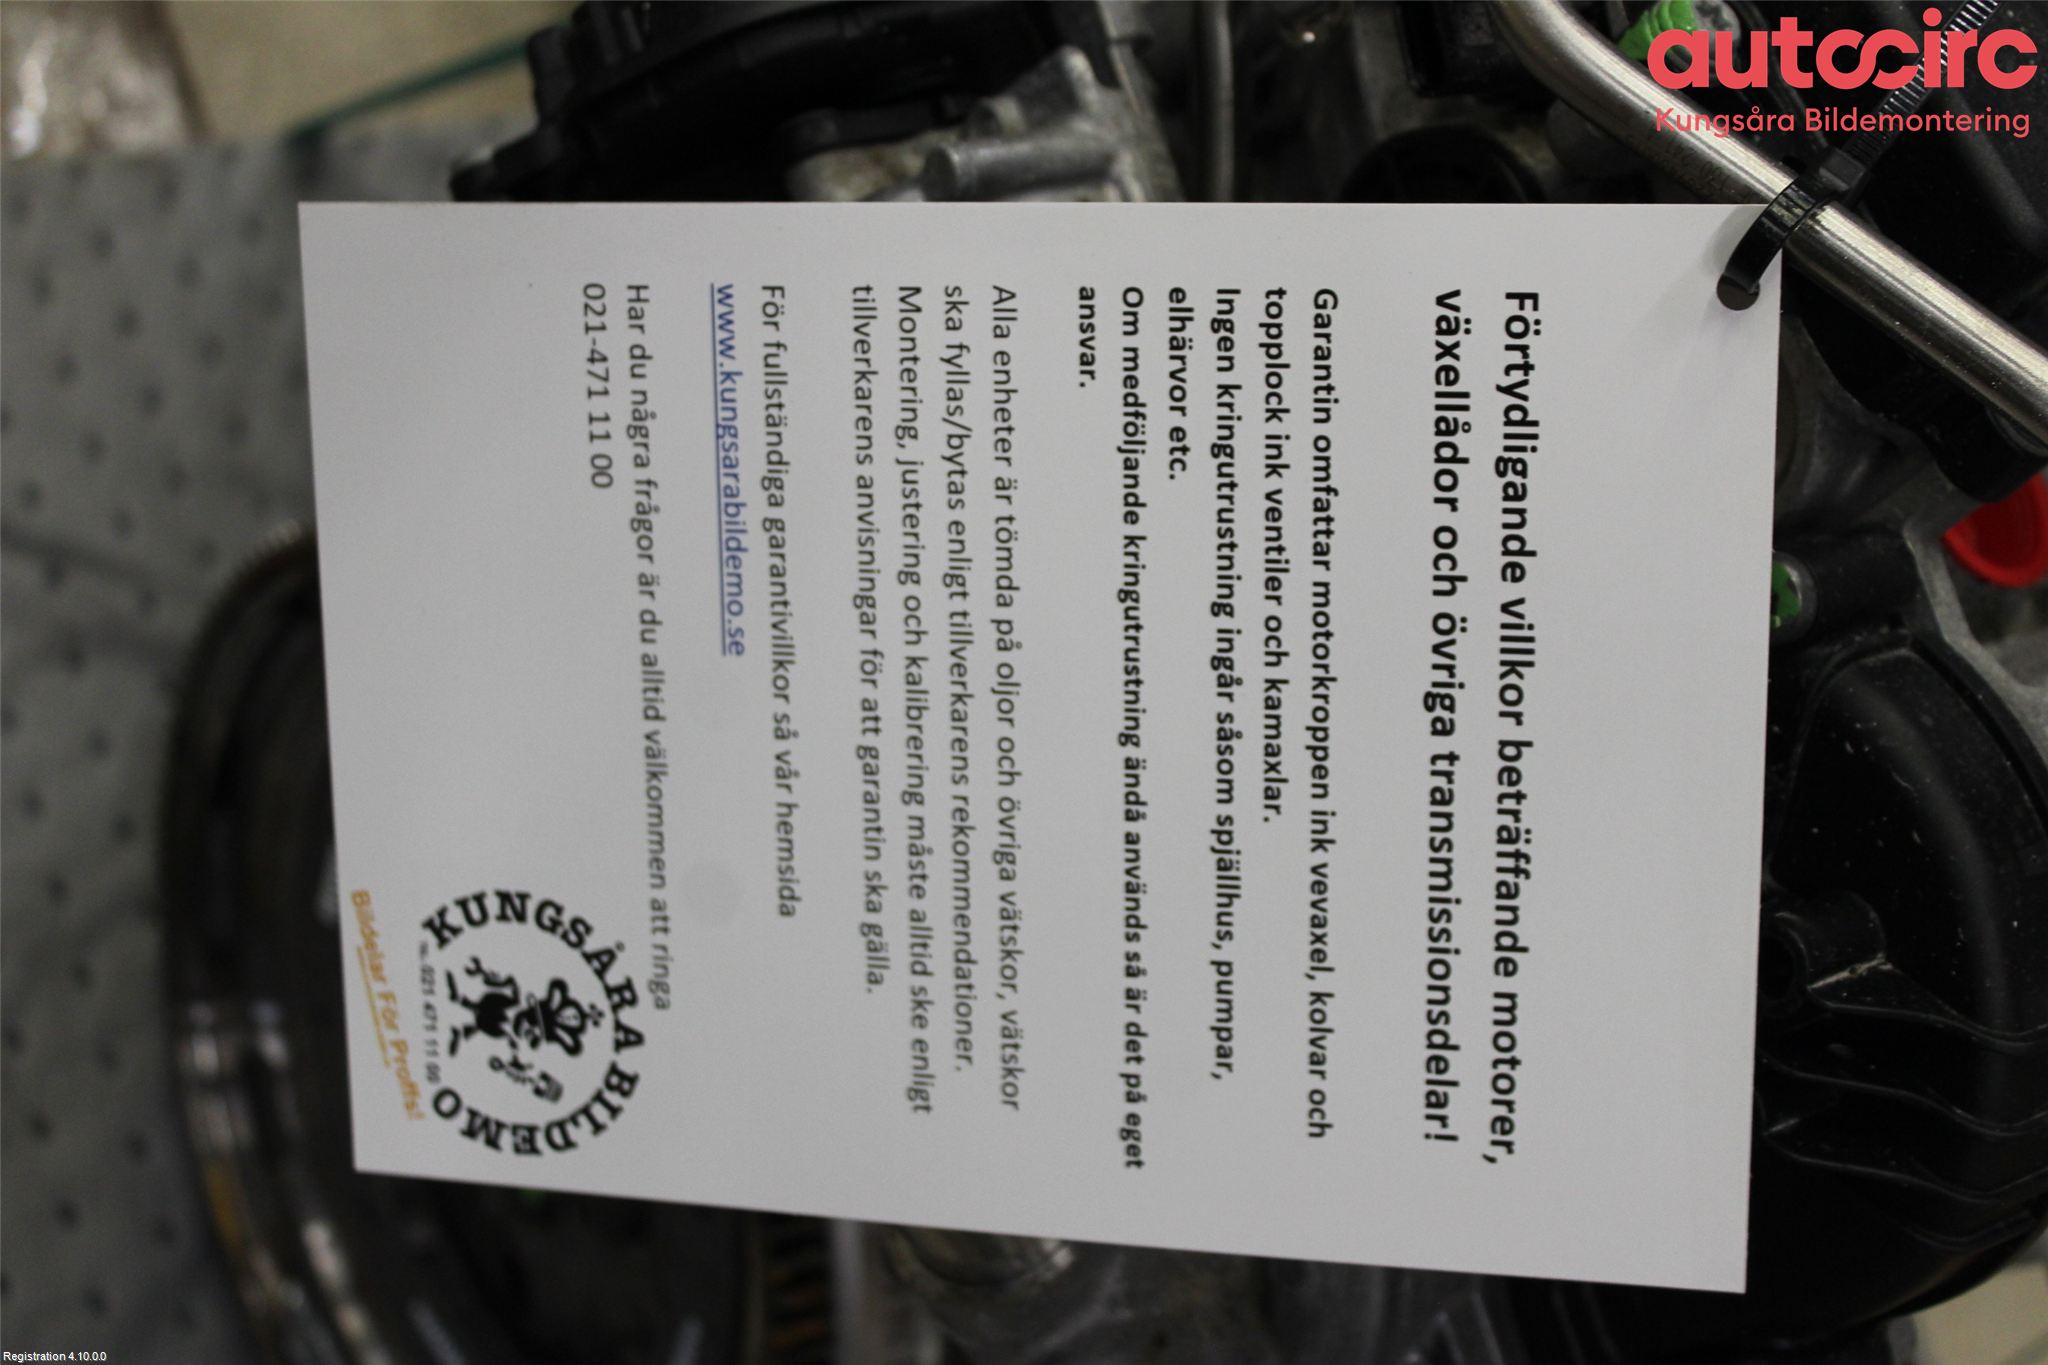 autocirc
Kungsåra Bildemontering
Förtydligande villkor beträffande motorer,
växellådor och övriga transmissionsdelar!
Garantin omfattar motorkroppen ink vevaxel, kolvar och
topplock ink ventiler och kamaxlar.
Ingen kringutrustning ingår såsom spjällhus, pumpar,
elhärvor etc.
Om medföljande kringutrustning ändå används så är det på eget
ansvar.
Alla enheter är tömda på oljor och övriga vätskor, vätskor
ska fyllas/bytas enligt tillverkarens rekommendationer.
Montering, justering och kalibrering måste alltid ske enligt
tillverkarens anvisningar för att garantin ska gälla.
För fullständiga garantivillkor så vår hemsida
www.kungsarabildemo.se
Har du några frågor är du alltid välkommen att ringa
021-471 11 00
KUNGSÅRA BILDEMO
021 471 11 00
Bildelar För Proffs!
Registration 4.10.0.0